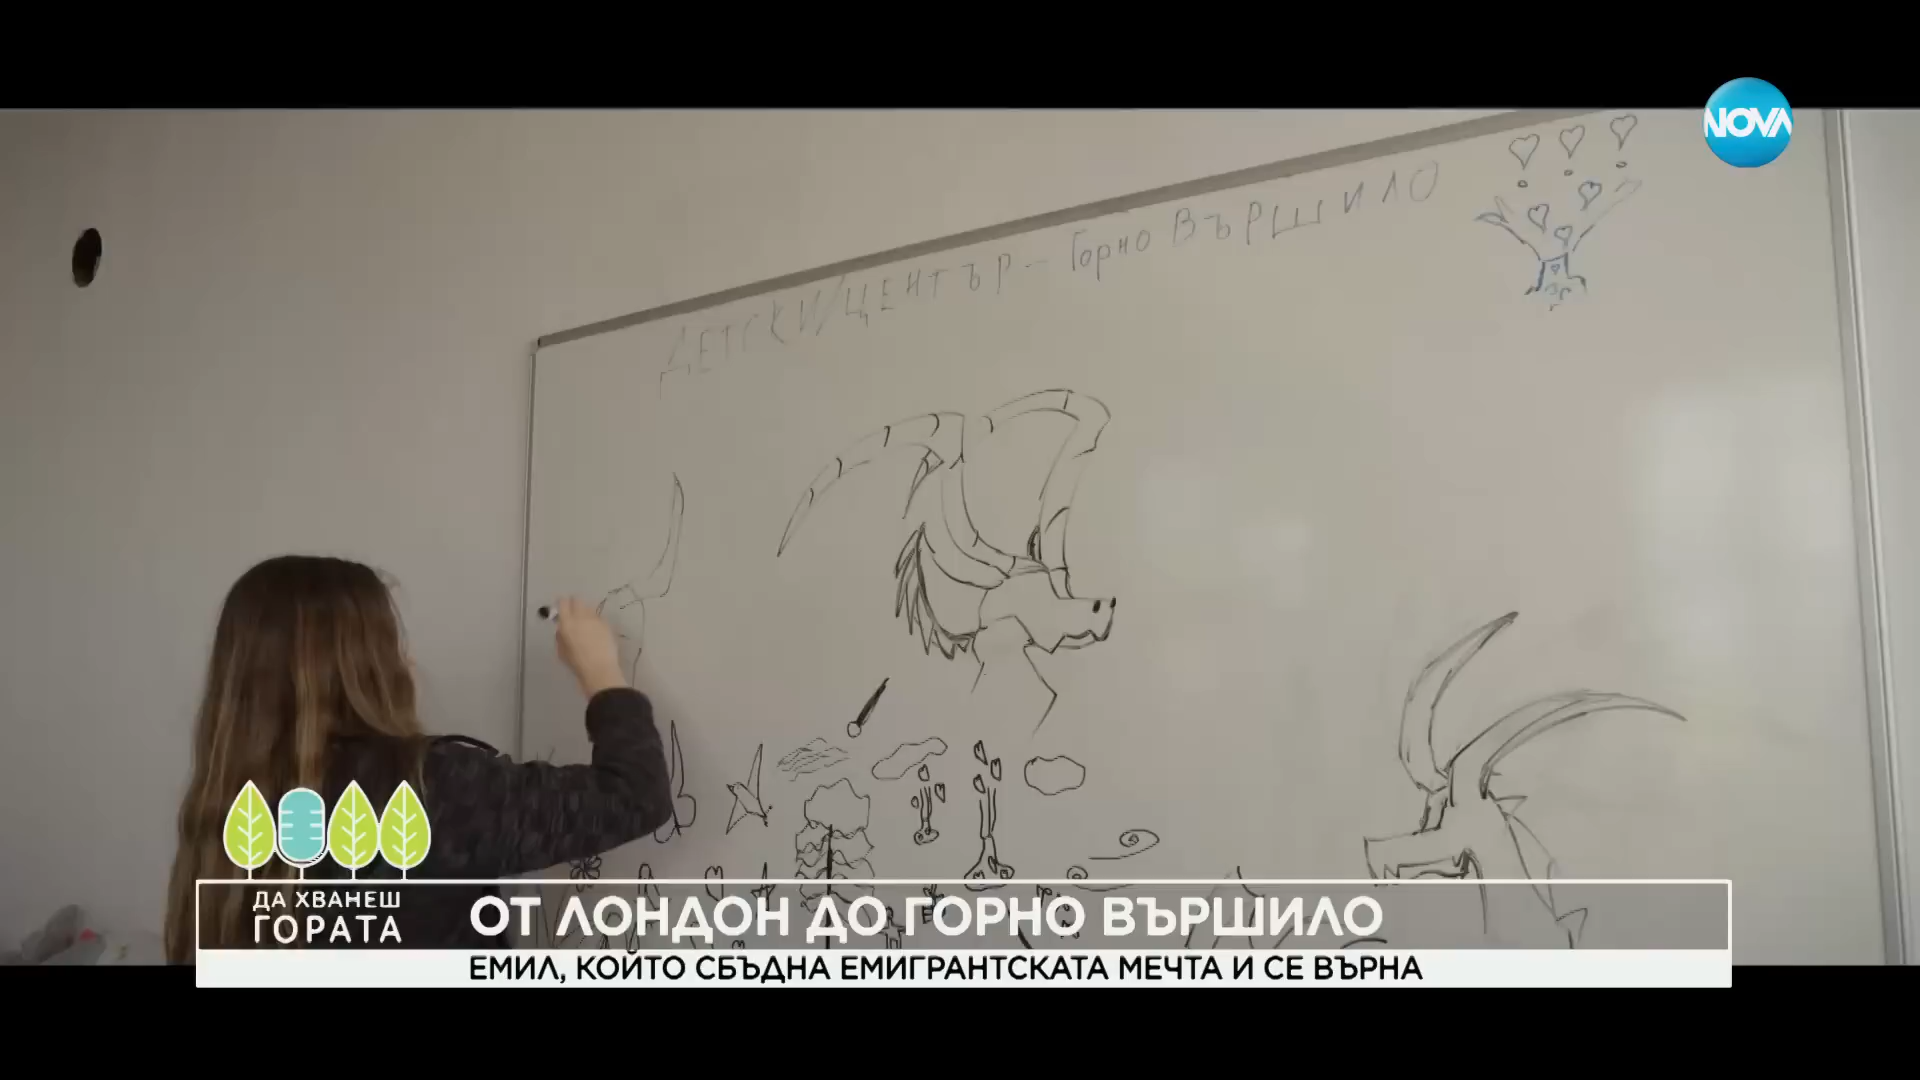 NOVA
ДЕТСКИ/ЦЕНТЪР - Горно ВЪРШИЛО
ДА ХВАНЕШ
ГОРАТА
ОТ ЛОНДОН ДО ГОРНО ВЪРШИЛО
ЕМИЛ, КОЙТО СБЪДНА ЕМИГРАНТСКАТА МЕЧТА И СЕ ВЪРНА